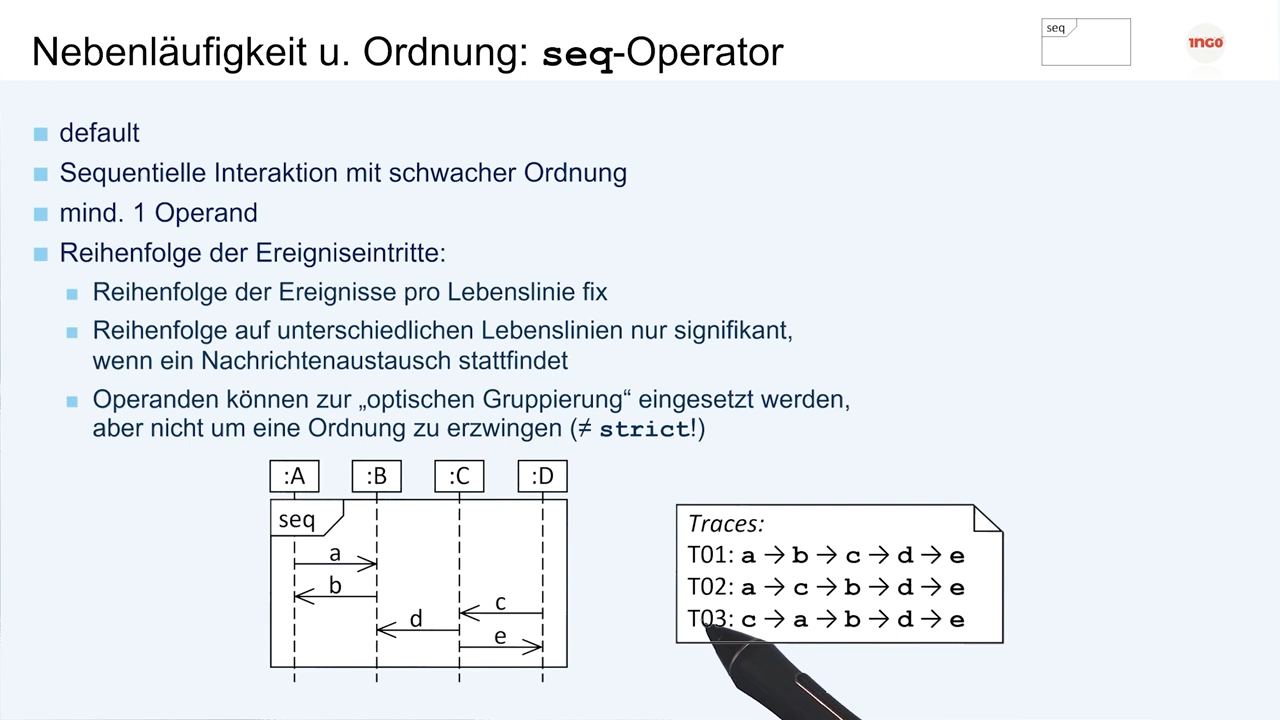 Nebenläufigkeit u. Ordnung: seq-Operator
seq
1NGO
default
Sequentielle Interaktion mit schwacher Ordnung
mind. 1 Operand
Reihenfolge der Ereigniseintritte:
Reihenfolge der Ereignisse pro Lebenslinie fix
Reihenfolge auf unterschiedlichen Lebenslinien nur signifikant,
wenn ein Nachrichtenaustausch stattfindet
Operanden können zur „optischen Gruppierung“ eingesetzt werden,
aber nicht um eine Ordnung zu erzwingen (≠ strict!)
:A :B :C :D
seq
a
b
c
d
e
Traces:
T01: a → b → c → d → e
T02: a → c → b → d → e
T03: c → a → b → d → e